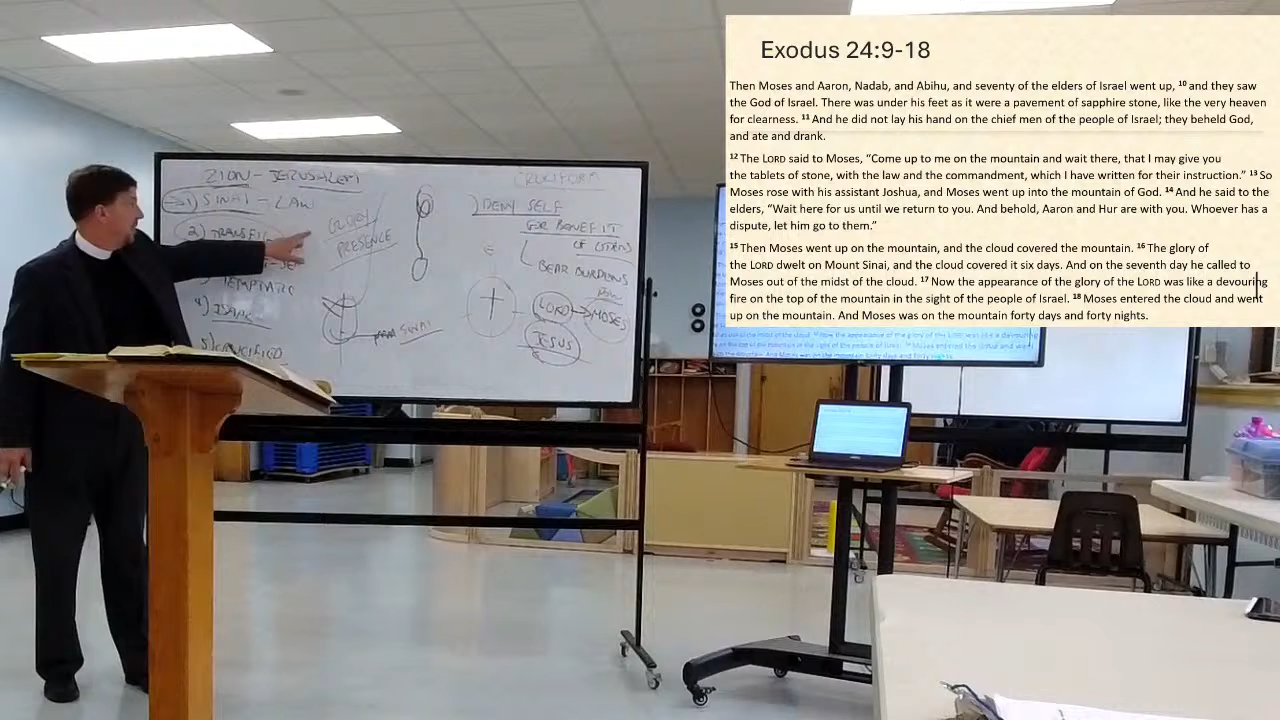 Exodus 24:9-18
Then Moses and Aaron, Nadab, and Abihu, and seventy of the elders of Israel went up, ¹⁰ and they saw
the God of Israel. There was under his feet as it were a pavement of sapphire stone, like the very heaven
for clearness. ¹¹ And he did not lay his hand on the chief men of the people of Israel; they beheld God,
and ate and drank.
¹² The LORD said to Moses, “Come up to me on the mountain and wait there, that I may give you
the tablets of stone, with the law and the commandment, which I have written for their instruction.” ¹³ So
Moses rose with his assistant Joshua, and Moses went up into the mountain of God. ¹⁴ And he said to the
elders, “Wait here for us until we return to you. And behold, Aaron and Hur are with you. Whoever has a
dispute, let him go to them.”
¹⁵ Then Moses went up on the mountain, and the cloud covered the mountain. ¹⁶ The glory of
the LORD dwelt on Mount Sinai, and the cloud covered it six days. And on the seventh day he called to
Moses out of the midst of the cloud. ¹⁷ Now the appearance of the glory of the LORD was like a devouring
fire on the top of the mountain in the sight of the people of Israel. ¹⁸ Moses entered the cloud and went
up on the mountain. And Moses was on the mountain forty days and forty nights.
ZION - JERUSALEM
1) SINAI - LAW
2) TRANSFI
4) ISAAC
5)
GLORY
PRESENCE
SINAI
CRUCIFORM
) DENY SELF
FOR BENEFIT
OF OTHERS
BEAR BURDENS
LORD
MOSES
JESUS